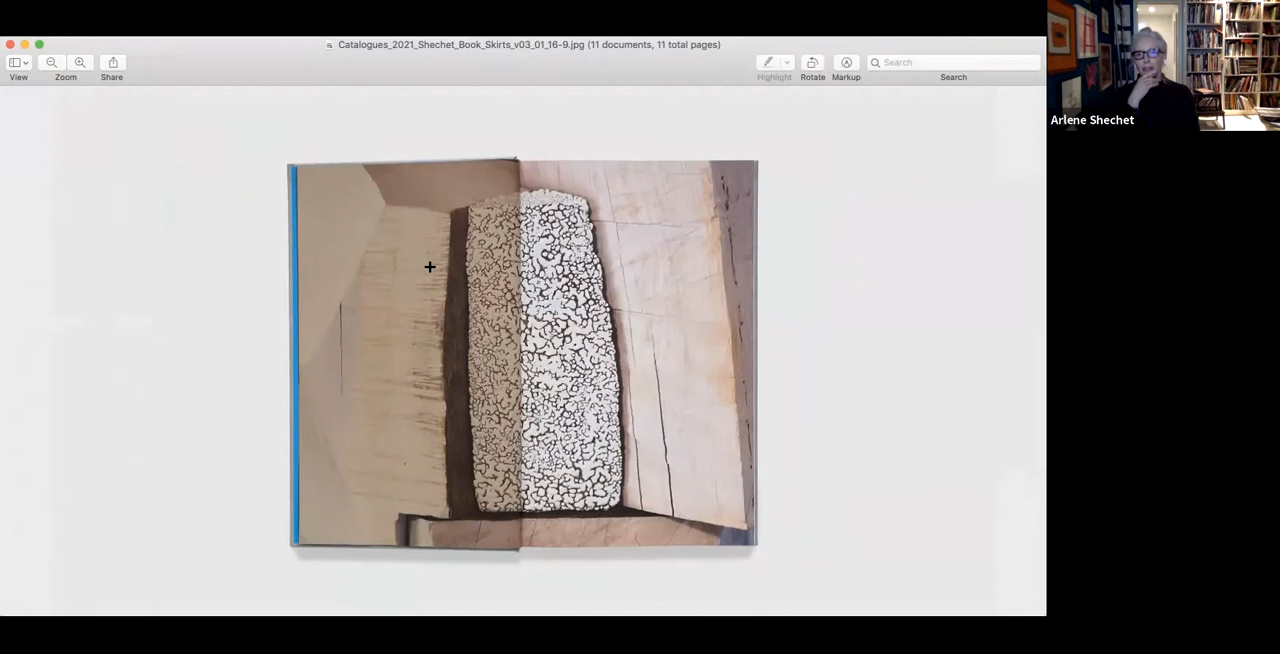 Catalogues_2021_Shechet_Book_Skirts_v03_01_16-9.jpg (11 documents, 11 total pages)
View
Zoom
Share
Highlight
Rotate
Markup
Search
Search
Arlene Shechet